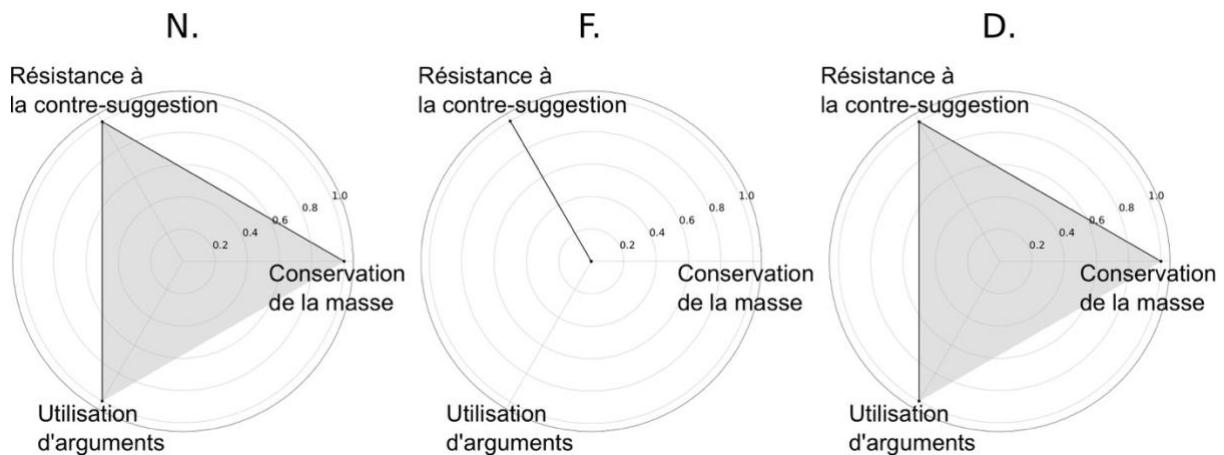 N.
Résistance à
la contre-suggestion
1.0
0.8
0.6
0.4
0.2
Conservation
de la masse
Utilisation
d'arguments
F.
Résistance à
la contre-suggestion
1.0
0.8
0.6
0.4
0.2
Conservation
de la masse
Utilisation
d'arguments
D.
Résistance à
la contre-suggestion
1.0
0.8
0.6
0.4
0.2
Conservation
de la masse
Utilisation
d'arguments